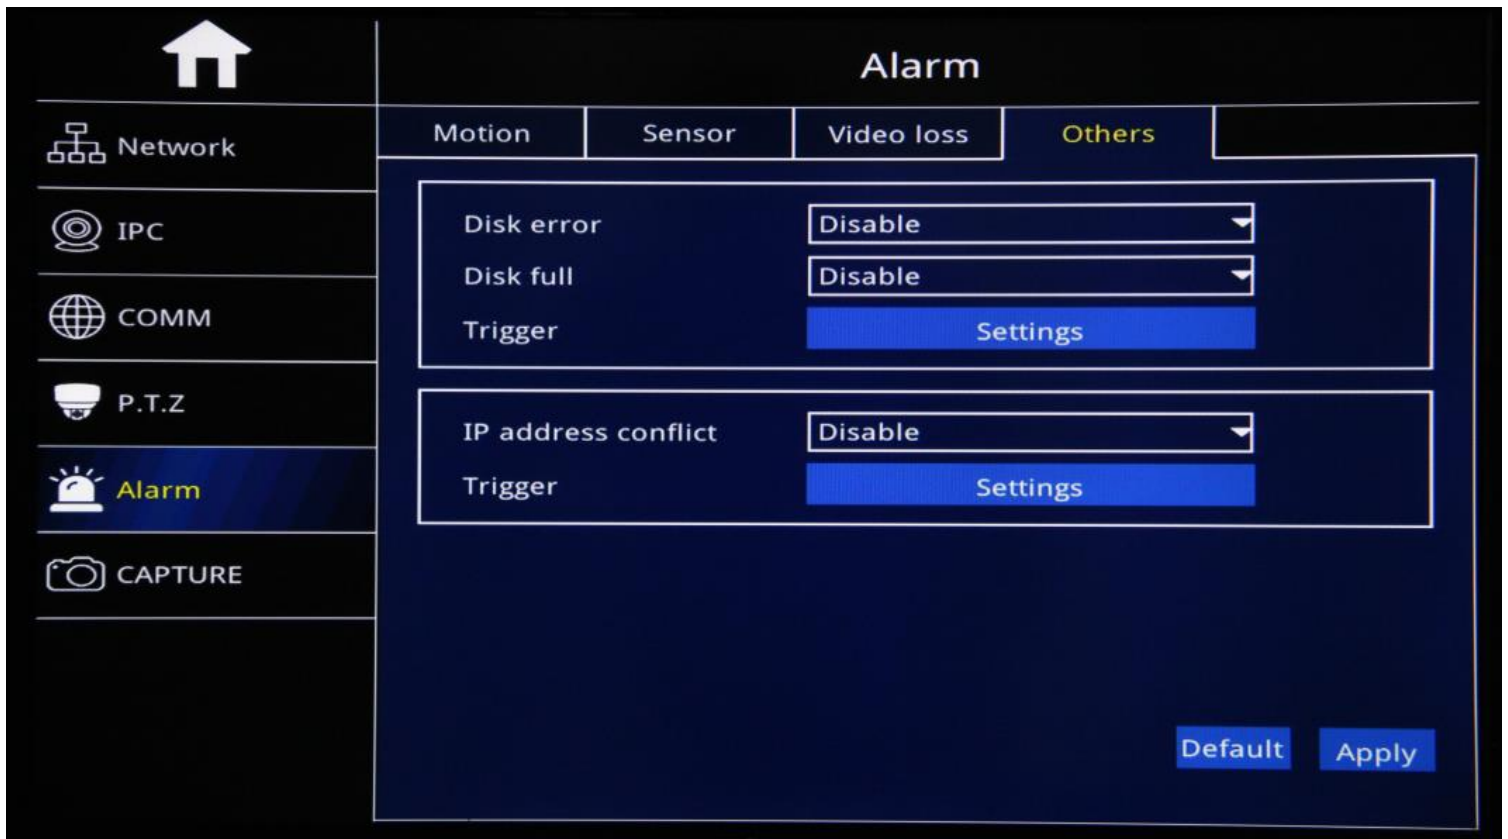 Alarm
Network
IPC
COMM
P.T.Z
Alarm
CAPTURE
Motion Sensor Video loss Others
Disk error Disable
Disk full Disable
Trigger Settings
IP address conflict Disable
Trigger Settings
Default Apply